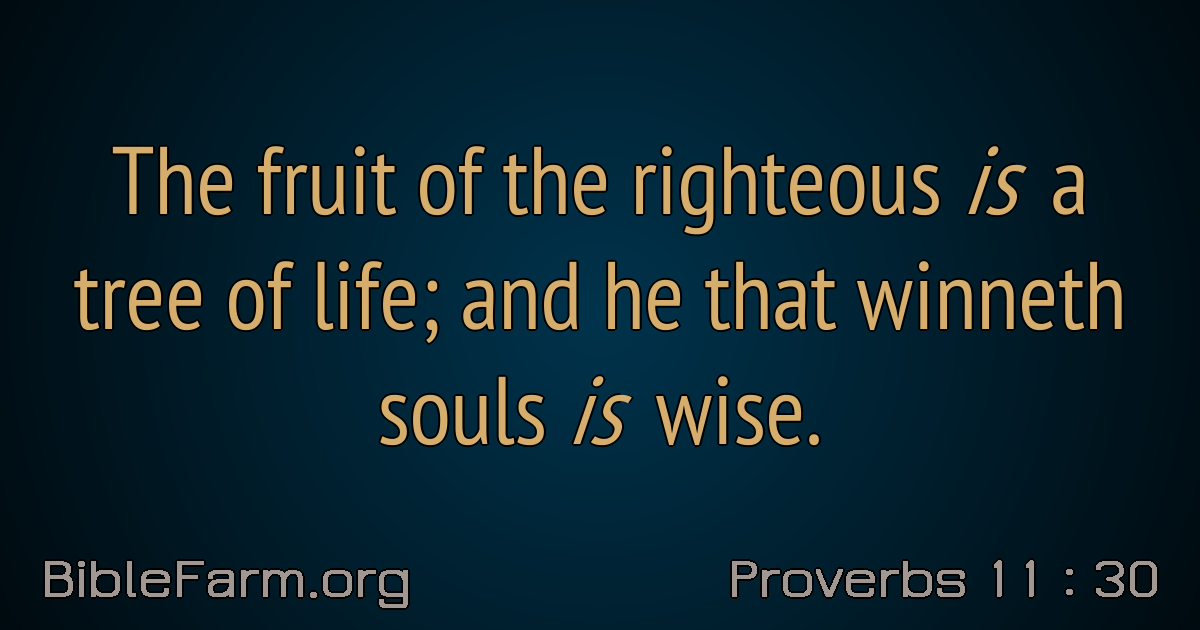 The fruit of the righteous is a
tree of life; and he that winneth
souls is wise.
BibleFarm.org
Proverbs 11 : 30